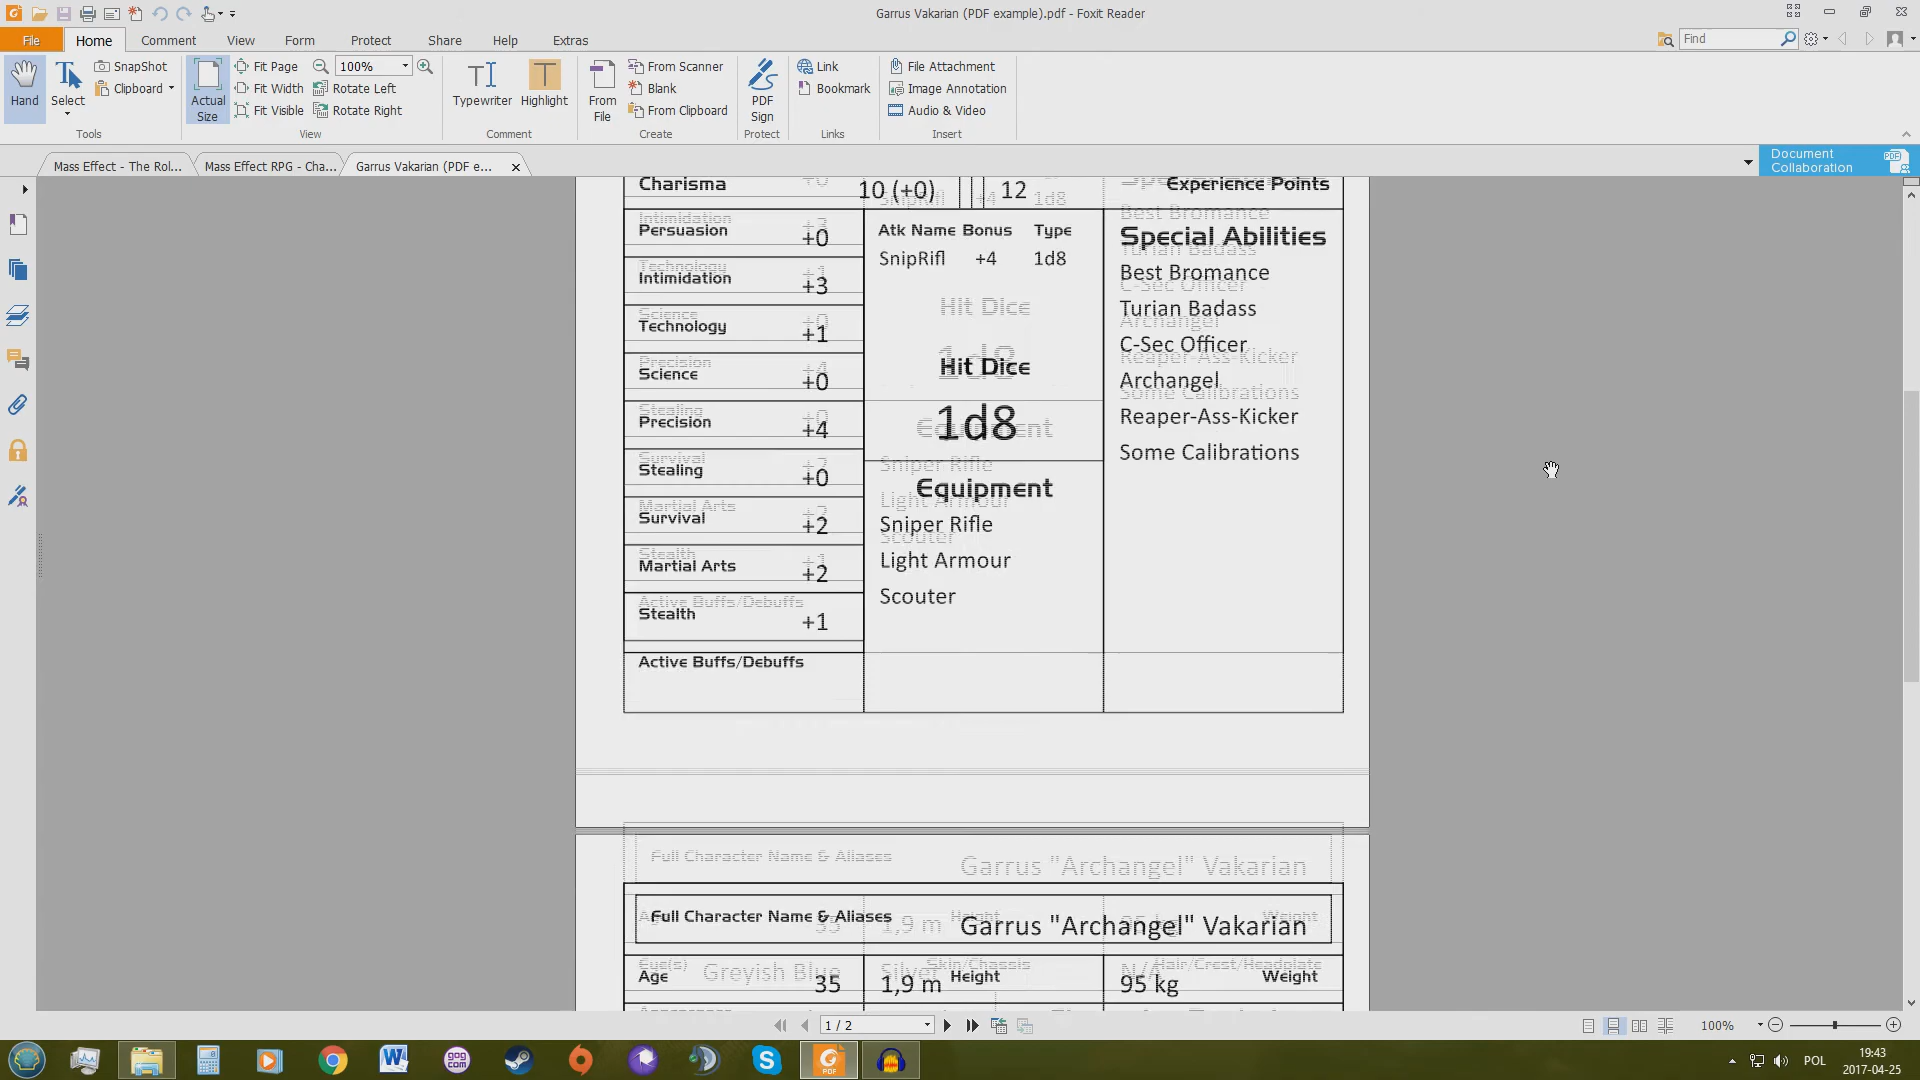 Garrus Vakarian (PDF example).pdf - Foxit Reader
File Home Comment View Form Protect Share Help Extras
Find
Hand
Select
SnapShot
Clipboard
Tools
Actual Size
Fit Page
Fit Width
Fit Visible
100%
Rotate Left
Rotate Right
View
Typewriter
Highlight
Comment
From File
From Scanner
Blank
From Clipboard
Create
PDF Sign
Protect
Link
Bookmark
Links
File Attachment
Image Annotation
Audio & Video
Insert
Mass Effect - The Rol...
Mass Effect RPG - Cha...
Garrus Vakarian (PDF e...
Document Collaboration
PDF
Charisma 10 (+0) 12 Experience Points
Persuasion +0
Intimidation +3
Technology +1
Science +0
Precision +4
Stealing +0
Survival +2
Martial Arts +2
Stealth +1
Active Buffs/Debuffs
Atk Name Bonus Type
SnipRifl +4 1d8
Hit Dice
1d8
Equipment
Sniper Rifle
Light Armour
Scouter
Special Abilities
Best Bromance
Turian Badass
C-Sec Officer
Archangel
Reaper-Ass-Kicker
Some Calibrations
Full Character Name & Aliases Garrus "Archangel" Vakarian
Full Character Name & Aliases Garrus "Archangel" Vakarian
Age 35 1,9 m Height 95 kg Weight
1 / 2
100%
POL
19:43
2017-04-25